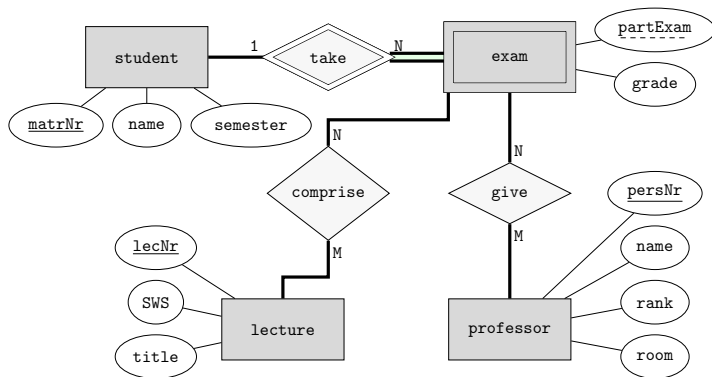 partExam
1
N
student
take
exam
grade
matrNr
name
semester
N
N
comprise
give
persNr
M
M
lecNr
name
SWS
rank
lecture
professor
title
room